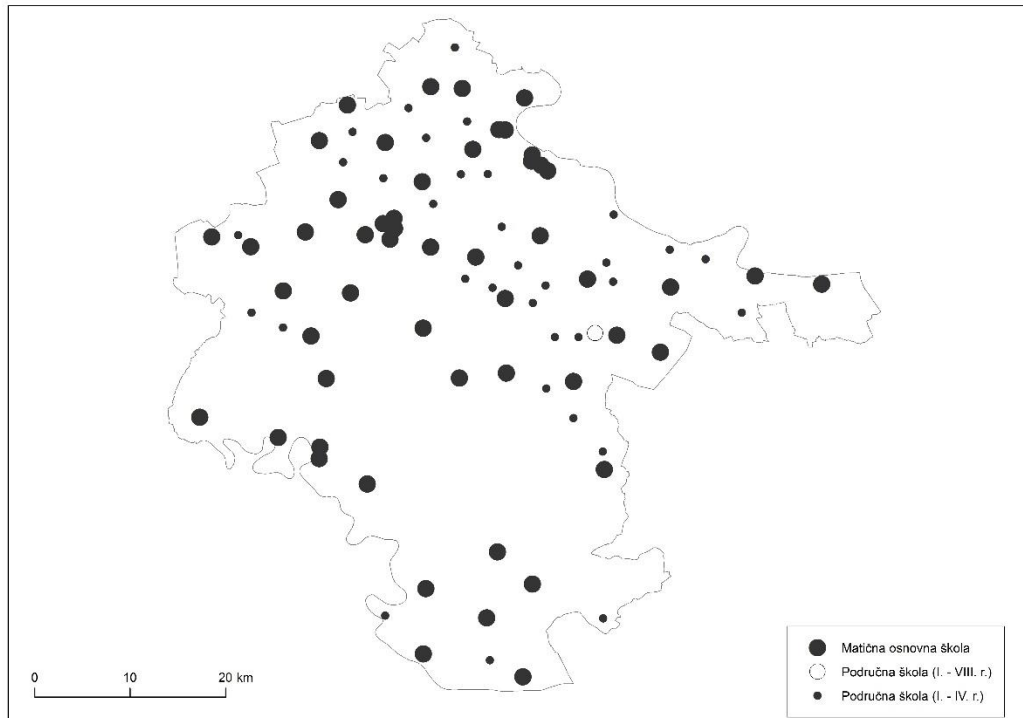 Matična osnovna škola
Područna škola (I. - VIII. r.)
Područna škola (I. - IV. r.)
0 10 20 km